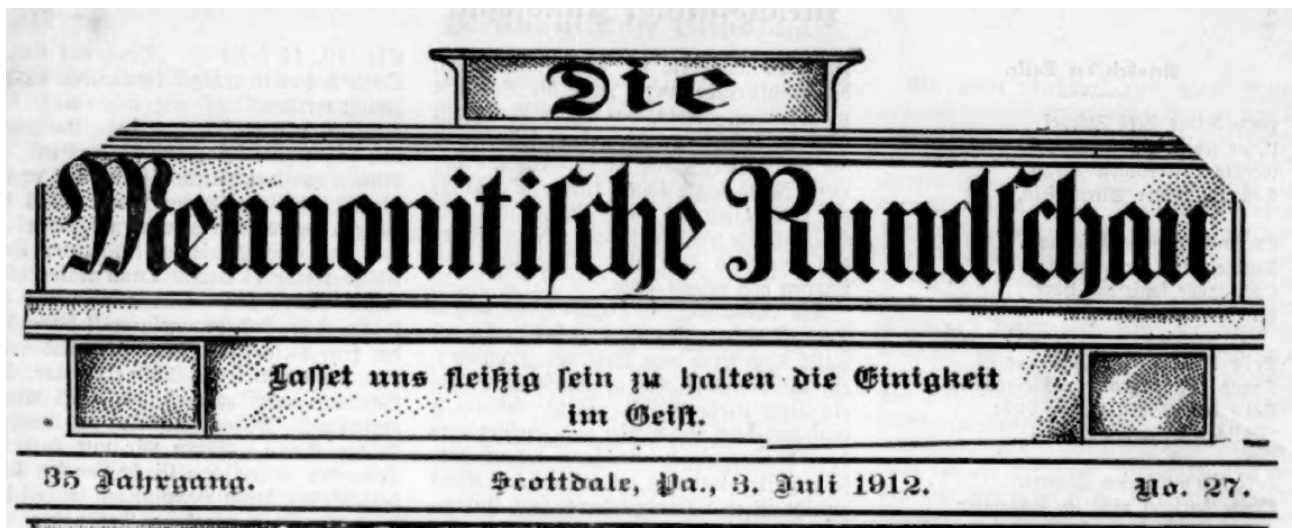 Die
Mennonitische Rundschau
Lasset uns fleißig sein zu halten die Einigkeit
im Geist.
35 Jahrgang. Scottdale, Pa., 3. Juli 1912. No. 27.